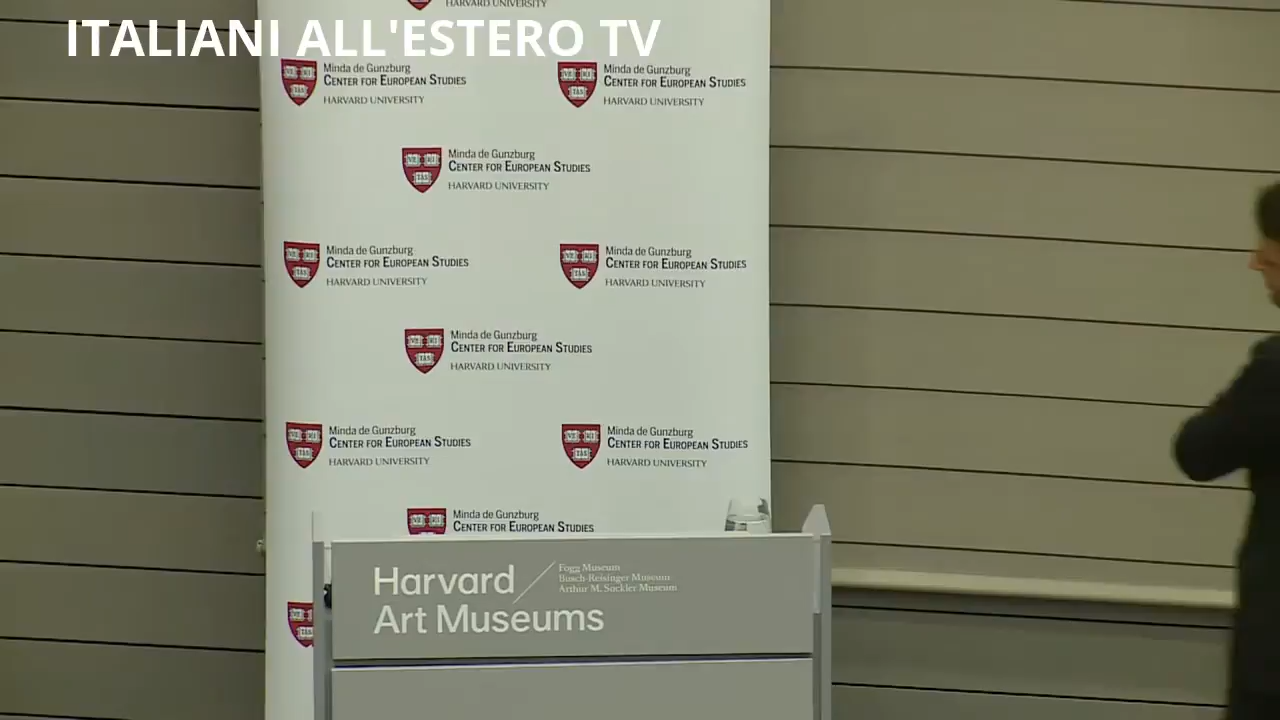 HARVARD UNIVERSITY
ITALIANI ALL'ESTERO TV
Minda de Gunzburg
CENTER FOR EUROPEAN STUDIES
HARVARD UNIVERSITY
Minda de Gunzburg
CENTER FOR EUROPEAN STUDIES
HARVARD UNIVERSITY
Minda de Gunzburg
CENTER FOR EUROPEAN STUDIES
HARVARD UNIVERSITY
Minda de Gunzburg
CENTER FOR EUROPEAN STUDIES
HARVARD UNIVERSITY
Minda de Gunzburg
CENTER FOR EUROPEAN STUDIES
HARVARD UNIVERSITY
Minda de Gunzburg
CENTER FOR EUROPEAN STUDIES
HARVARD UNIVERSITY
Minda de Gunzburg
CENTER FOR EUROPEAN STUDIES
HARVARD UNIVERSITY
Minda de Gunzburg
CENTER FOR EUROPEAN STUDIES
HARVARD UNIVERSITY
Minda de Gunzburg
CENTER FOR EUROPEAN STUDIES
Harvard
Art Museums
Fogg Museum
Busch-Reisinger Museum
Arthur M. Sackler Museum